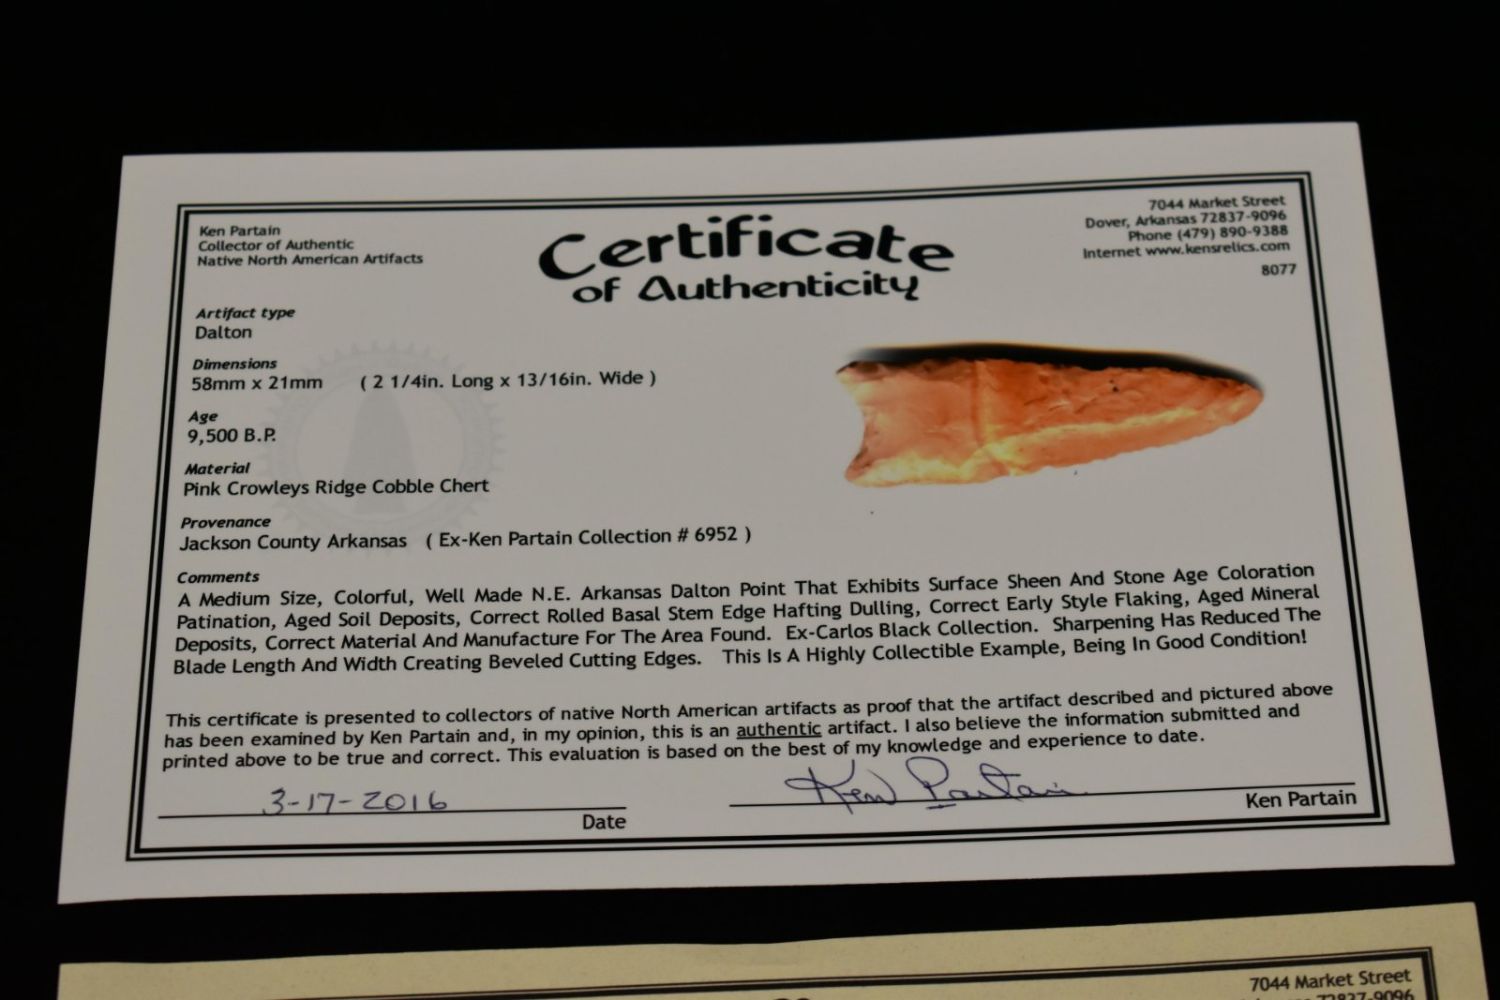 Ken Partain
Collector of Authentic
Native North American Artifacts
Certificate
of Authenticity
7044 Market Street
Dover, Arkansas 72837-9096
Phone (479) 890-9388
Internet www.kensrelics.com
8077
Artifact type
Dalton
Dimensions
58mm x 21mm ( 2 1/4in. Long x 13/16in. Wide )
Age
9,500 B.P.
Material
Pink Crowleys Ridge Cobble Chert
Provenance
Jackson County Arkansas ( Ex-Ken Partain Collection # 6952 )
Comments
A Medium Size, Colorful, Well Made N.E. Arkansas Dalton Point That Exhibits Surface Sheen And Stone Age Coloration
Patination, Aged Soil Deposits, Correct Rolled Basal Stem Edge Hafting Dulling, Correct Early Style Flaking, Aged Mineral
Deposits, Correct Material And Manufacture For The Area Found. Ex-Carlos Black Collection. Sharpening Has Reduced The
Blade Length And Width Creating Beveled Cutting Edges. This Is A Highly Collectible Example, Being In Good Condition!
This certificate is presented to collectors of native North American artifacts as proof that the artifact described and pictured above
has been examined by Ken Partain and, in my opinion, this is an authentic artifact. I also believe the information submitted and
printed above to be true and correct. This evaluation is based on the best of my knowledge and experience to date.
3-17-2016
Ken Partain
Date
Ken Partain
7044 Market Street
72837-9096